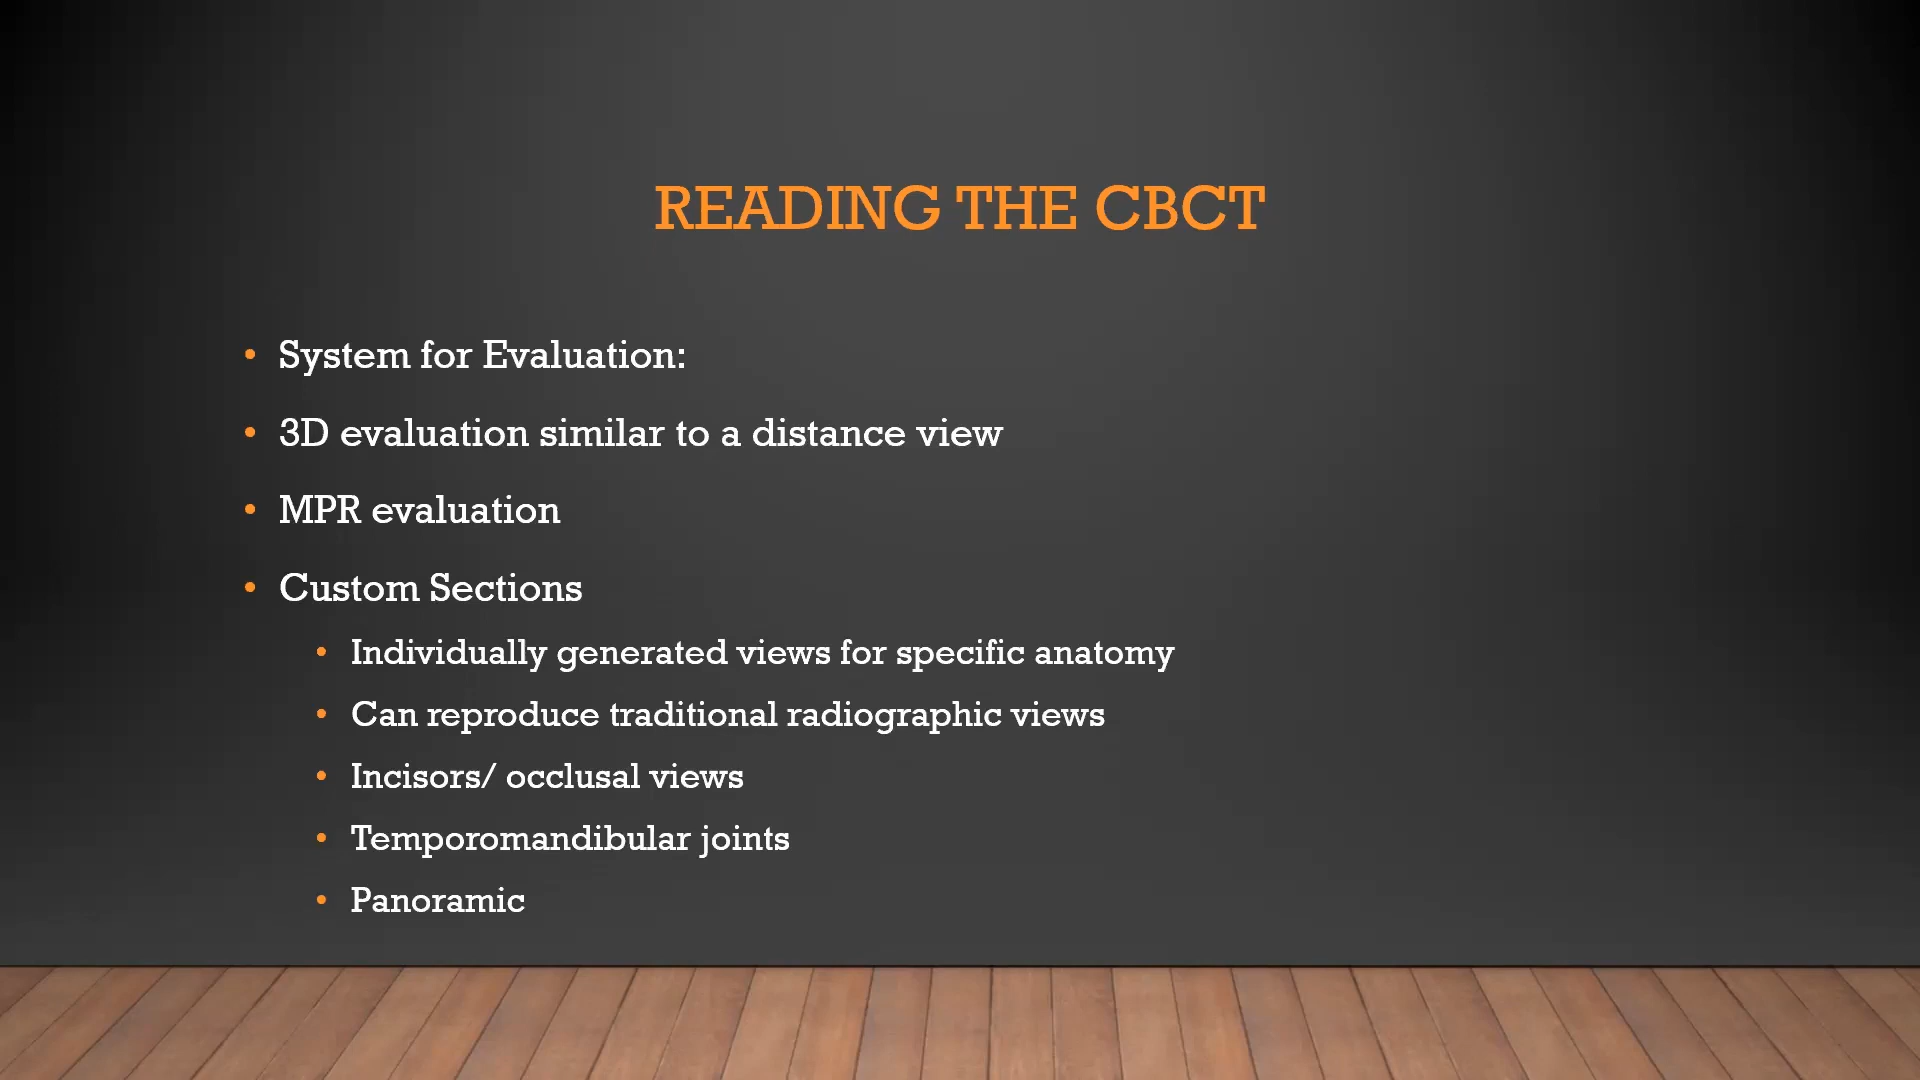 READING THE CBCT
• System for Evaluation:
• 3D evaluation similar to a distance view
• MPR evaluation
• Custom Sections
• Individually generated views for specific anatomy
• Can reproduce traditional radiographic views
• Incisors/ occlusal views
• Temporomandibular joints
• Panoramic